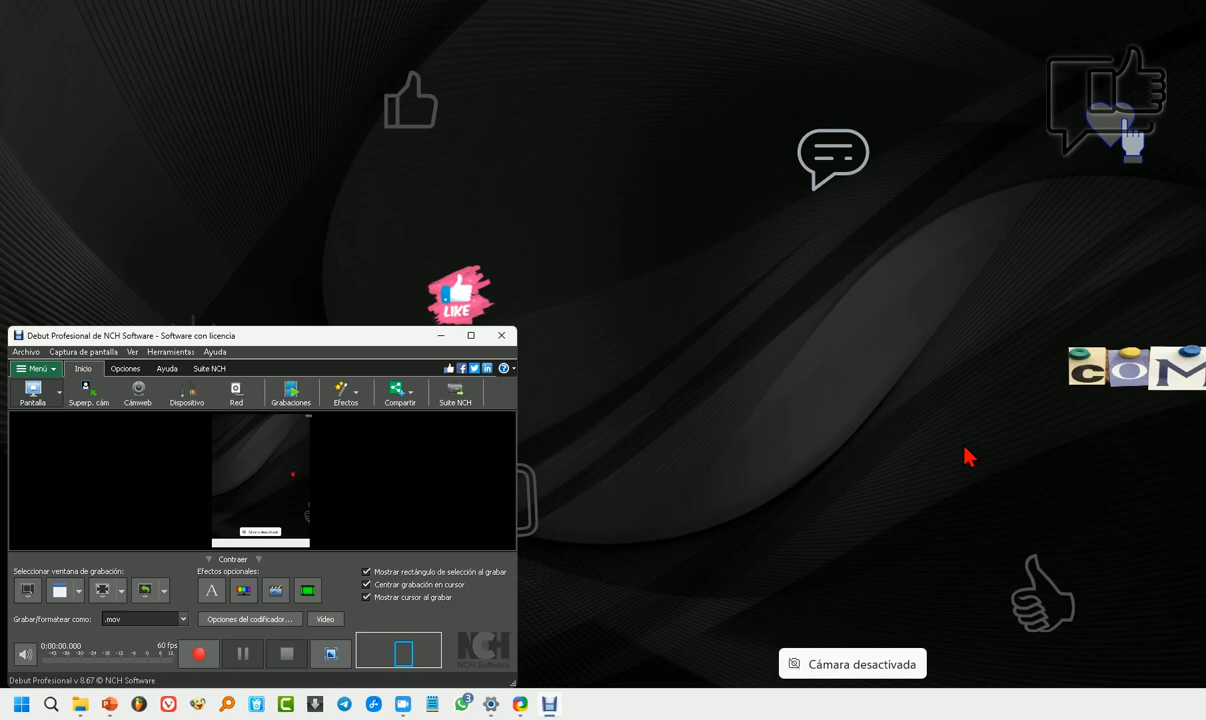 LIKE
Debut Profesional de NCH Software - Software con licencia
Archivo Captura de pantalla Ver Herramientas Ayuda
Menú Inicio Opciones Ayuda Suite NCH
Pantalla Superp. cám Cámweb Dispositivo Red Grabaciones Efectos Compartir Suite NCH
COM
Contraer
Seleccionar ventana de grabación:
Efectos opcionales:
Mostrar rectángulo de selección al grabar
Centrar grabación en cursor
Mostrar cursor al grabar
Grabar/formatear como: .mov Opciones del codificador... Vídeo
0:00:00.000 60 fps
NCH
NCH Software
Debut Profesional v 8.67 © NCH Software
Cámara desactivada
3